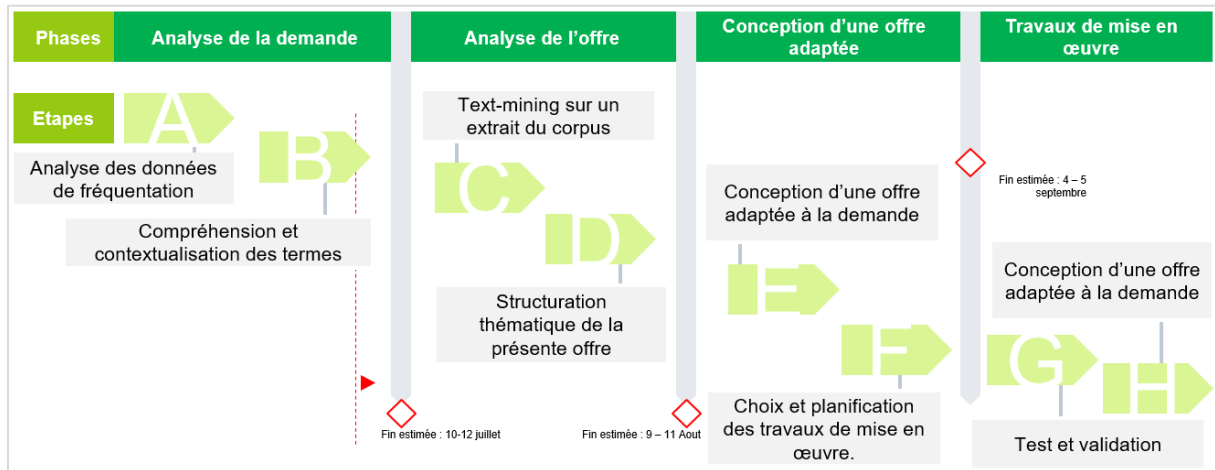 Phases
Analyse de la demande
Analyse de l’offre
Conception d’une offre
adaptée
Travaux de mise en
œuvre
Etapes
A
Analyse des données
de fréquentation
B
Compréhension et
contextualisation des termes
Text-mining sur un
extrait du corpus
C
D
Structuration
thématique de la
présente offre
Conception d’une offre
adaptée à la demande
E
F
Choix et planification
des travaux de mise en
œuvre.
Fin estimée : 4 – 5
septembre
Conception d’une offre
adaptée à la demande
G
H
Test et validation
Fin estimée : 10-12 juillet
Fin estimée : 9 – 11 Aout